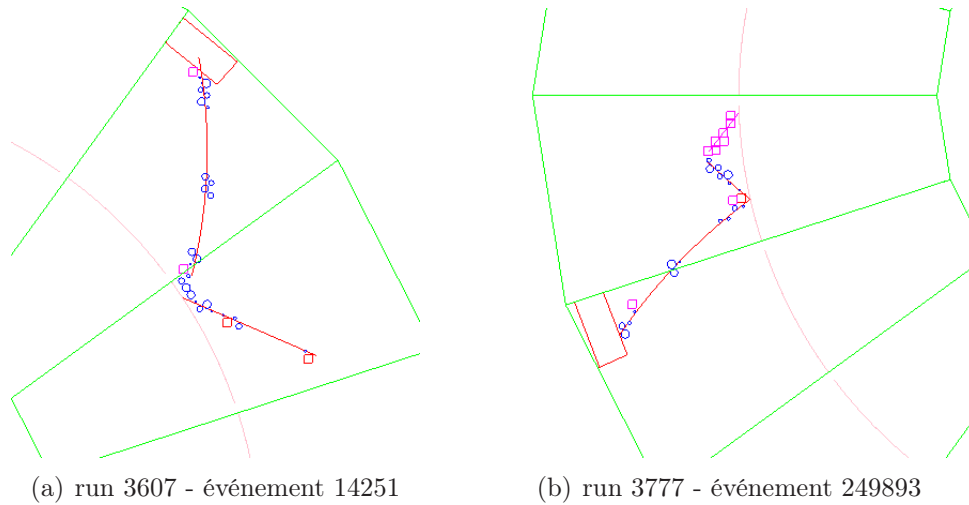 (a) run 3607 - événement 14251
(b) run 3777 - événement 249893